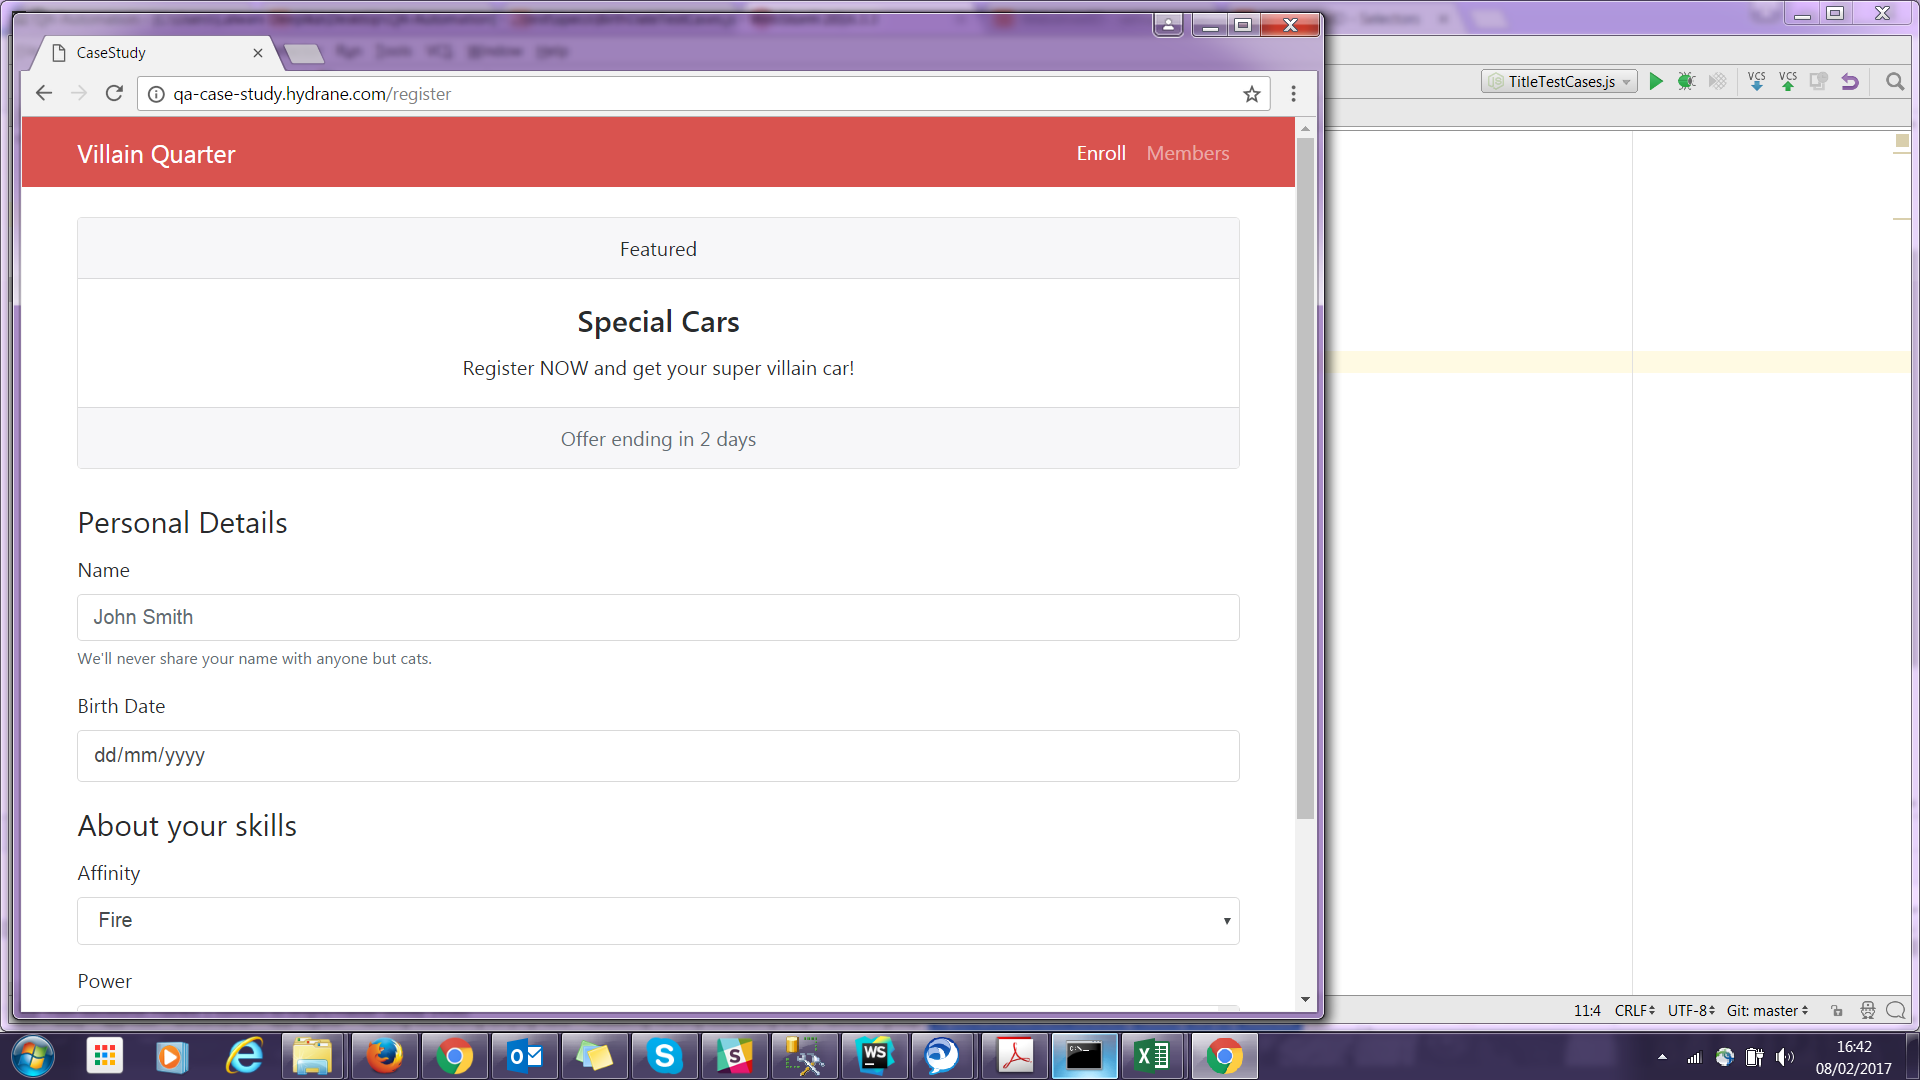 CaseStudy
qa-case-study.hydrane.com/register
TitleTestCases.js
VCS VCS
Villain Quarter
Enroll Members
Featured
Special Cars
Register NOW and get your super villain car!
Offer ending in 2 days
Personal Details
Name
John Smith
We'll never share your name with anyone but cats.
Birth Date
dd/mm/yyyy
About your skills
Affinity
Fire
Power
11:4 CRLF UTF-8 Git: master
WS
16:42
08/02/2017